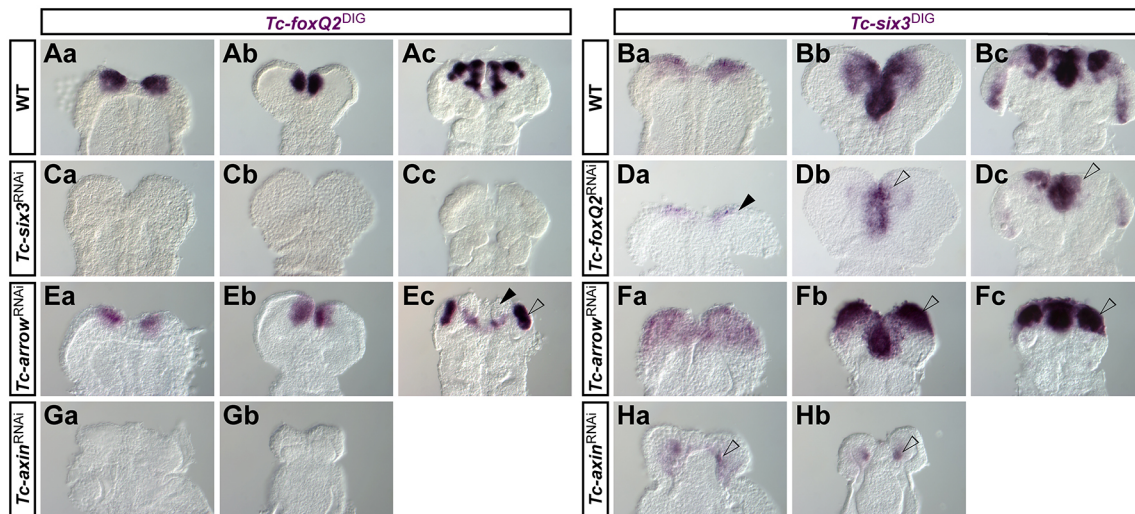 Tc-foxQ2DIG
Tc-six3DIG
WT
Aa
Ab
Ac
WT
Ba
Bb
Bc
Tc-six3RNAi
Ca
Cb
Cc
Tc-foxQ2RNAi
Da
Db
Dc
Tc-arrowRNAi
Ea
Eb
Ec
Tc-arrowRNAi
Fa
Fb
Fc
Tc-axinRNAi
Ga
Gb
Tc-axinRNAi
Ha
Hb